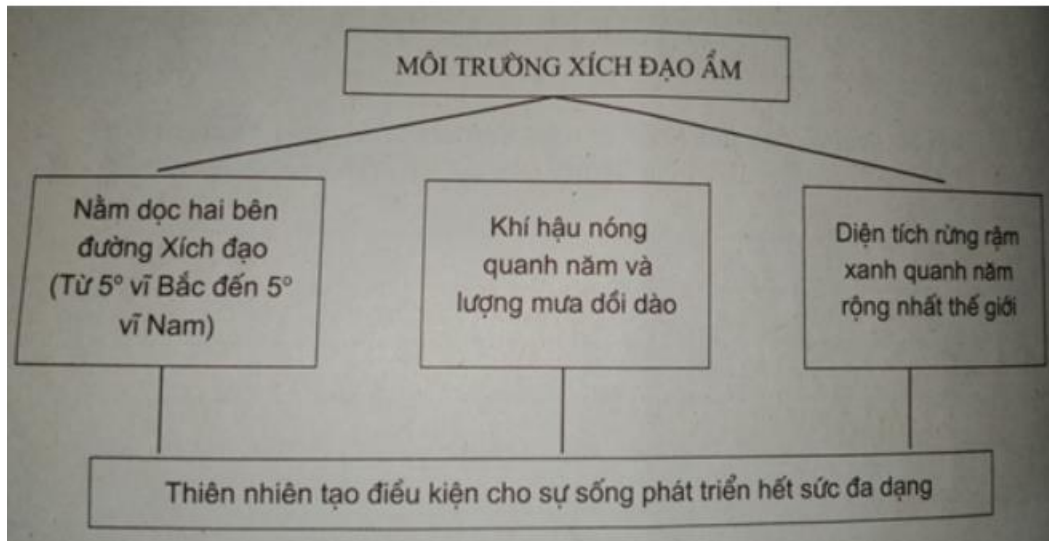 MÔI TRƯỜNG XÍCH ĐẠO ẨM
Nằm dọc hai bên
đường Xích đạo
(Từ 5° vĩ Bắc đến 5°
vĩ Nam)
Khí hậu nóng
quanh năm và
lượng mưa dồi dào
Diện tích rừng rậm
xanh quanh năm
rộng nhất thế giới
Thiên nhiên tạo điều kiện cho sự sống phát triển hết sức đa dạng